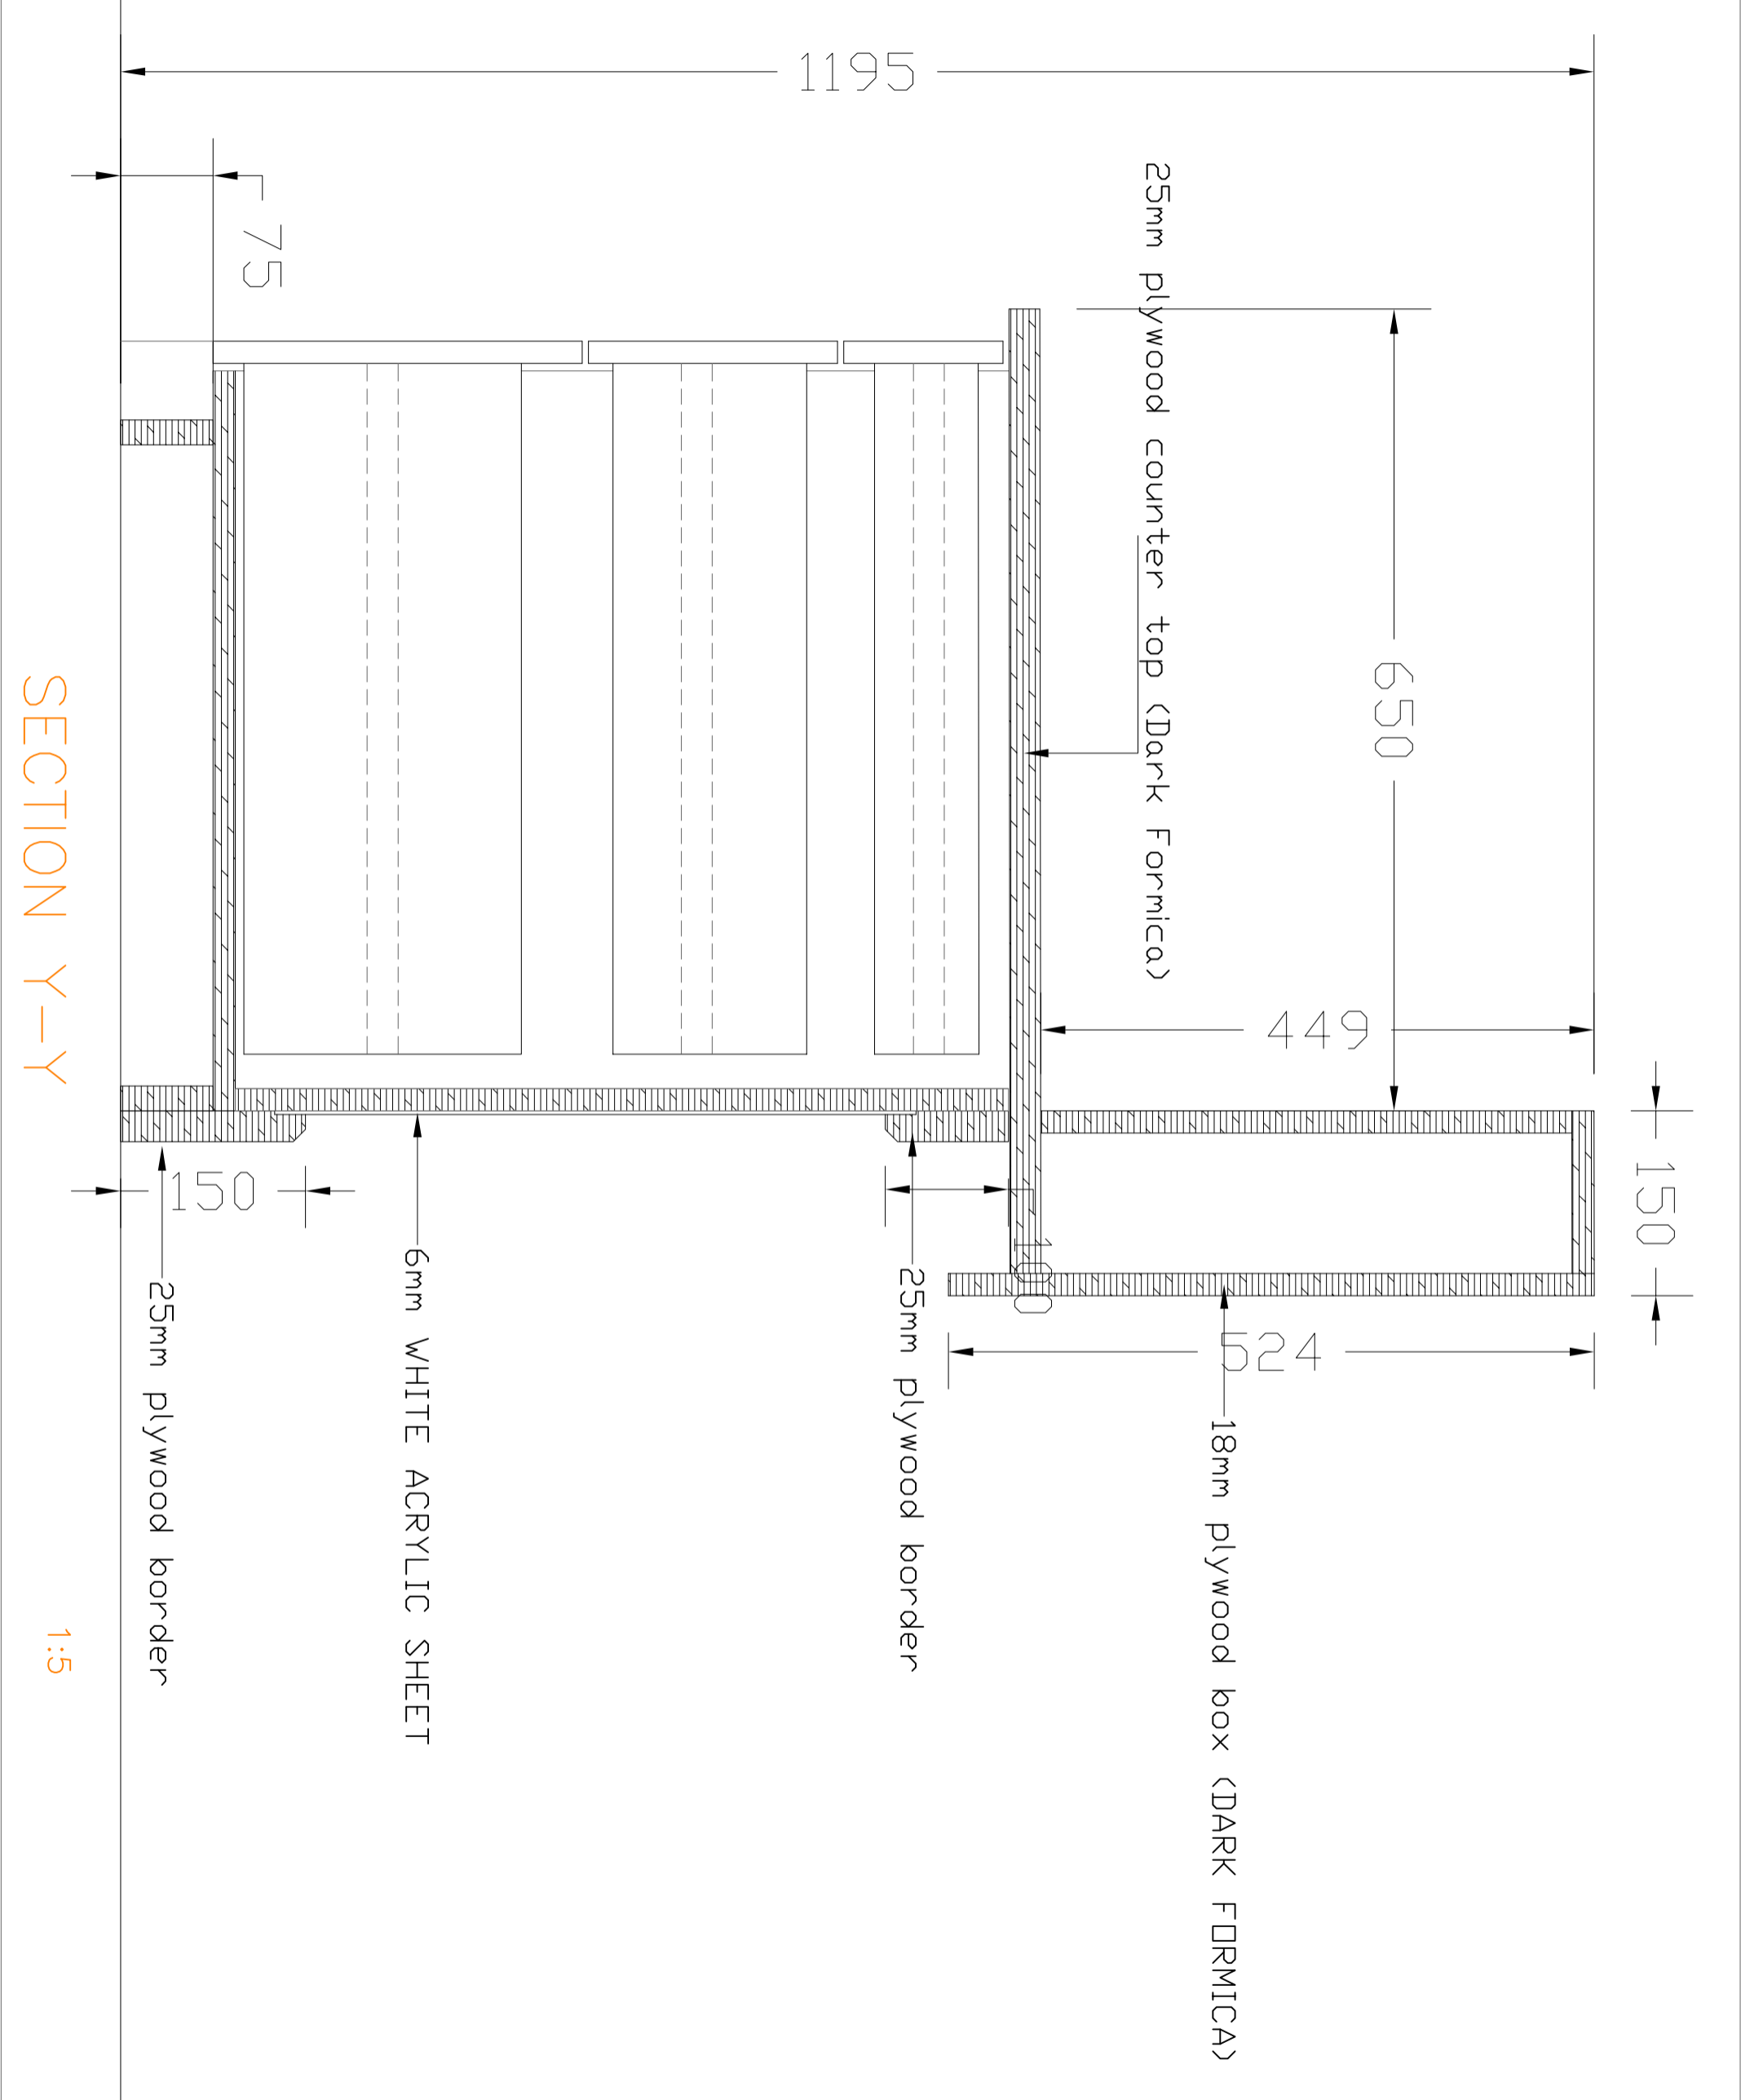 150
650
449
524
18mm plywood box (DARK FORMICA)
25mm plywood counter top (Dark Formica)
100
25mm plywood border
1195
6mm WHITE ACRYLIC SHEET
75
150
25mm plywood border
SECTION Y-Y
1:5